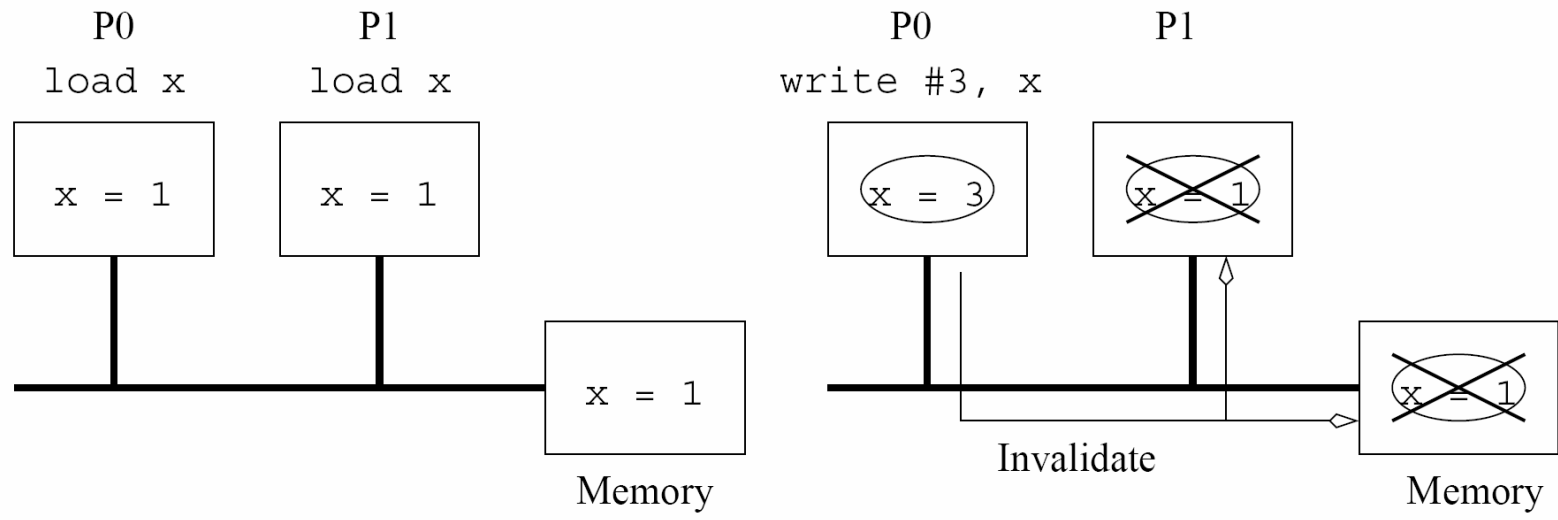 P0 P1
load x load x
x = 1 x = 1
x = 1
Memory
P0 P1
write #3, x
x = 3 x = 1
x = 1
Invalidate
Memory